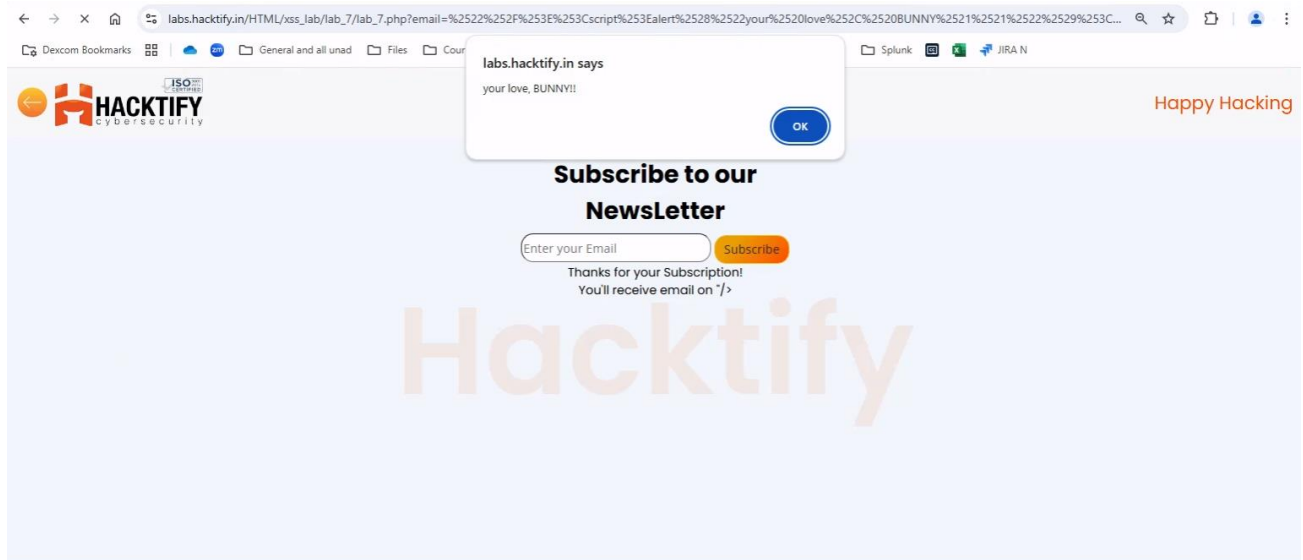 labs.hacktify.in/HTML/xss_lab/lab_7/lab_7.php?email=%2522%252F%253E%253Cscript%253Ealert%2528%2522your%2520love%252C%2520BUNNY%2521%2521%2522%2529%253C...
Dexcom Bookmarks zm General and all unad Files Cour Splunk JIRA N
labs.hacktify.in says
your love, BUNNY!!
OK
ISO
CERTIFIED
HACKTIFY
cybersecurity
Happy Hacking
Subscribe to our
NewsLetter
Enter your Email Subscribe
Thanks for your Subscription!
You'll receive email on "/>
Hacktify